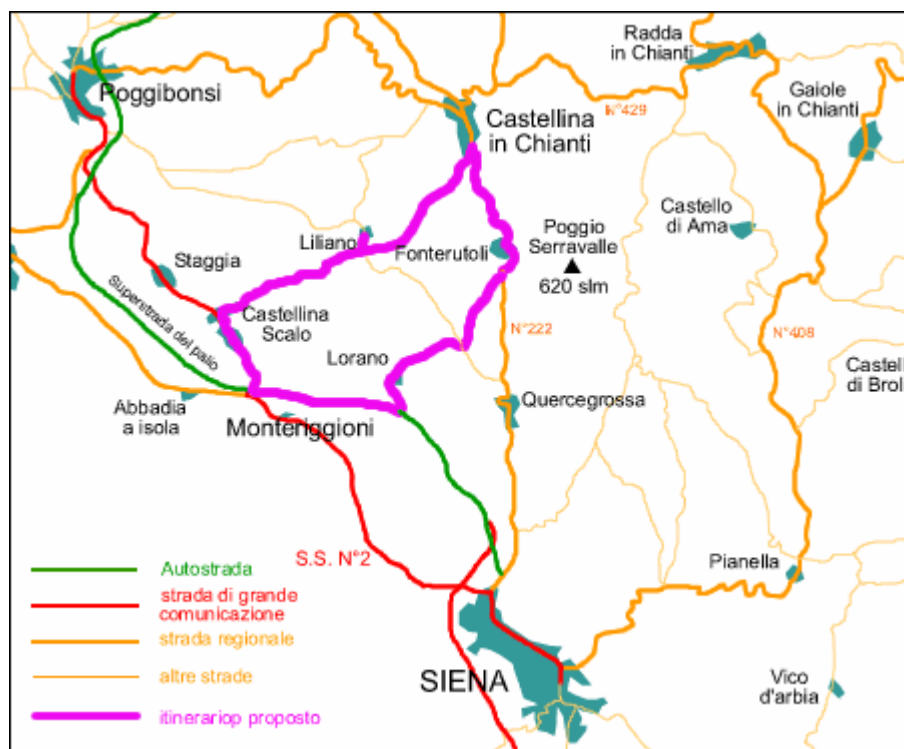 Radda
in Chianti
Poggibonsi
Gaiole
in Chianti
N°429
Castellina
in Chianti
Castello
di Ama
Poggio
Serravalle
620 slm
Liliano
Fonterutoli
Staggia
Superstrada del palio
Castellina
Scalo
N°222
N°408
Lorano
Castell
di Brol
Abbadia
a isola
Monteriggioni
Quercegrossa
S.S. N°2
Pianella
Autostrada
strada di grande
comunicazione
strada regionale
altre strade
itinerariop proposto
SIENA
Vico
d'arbia